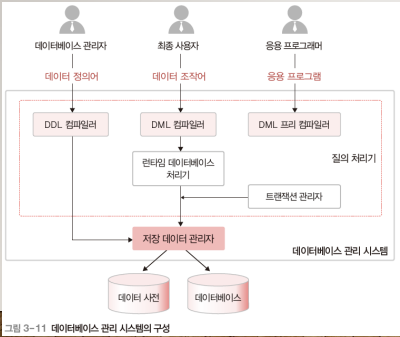 데이터베이스 관리자
최종 사용자
응용 프로그래머
데이터 정의어
데이터 조작어
응용 프로그램
DDL 컴파일러
DML 컴파일러
DML 프리 컴파일러
런타임 데이터베이스
처리기
질의 처리기
트랜잭션 관리자
저장 데이터 관리자
데이터베이스 관리 시스템
데이터 사전
데이터베이스
그림 3-11 데이터베이스 관리 시스템의 구성